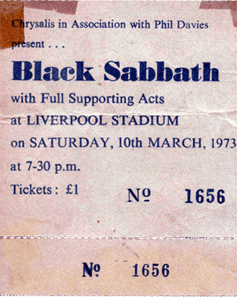 Chrysalis in Association with Phil Davies
present . . .
Black Sabbath
with Full Supporting Acts
at LIVERPOOL STADIUM
on SATURDAY, 10th MARCH, 1973
at 7-30 p.m.
Tickets: £1 Nº 1656
Nº 1656